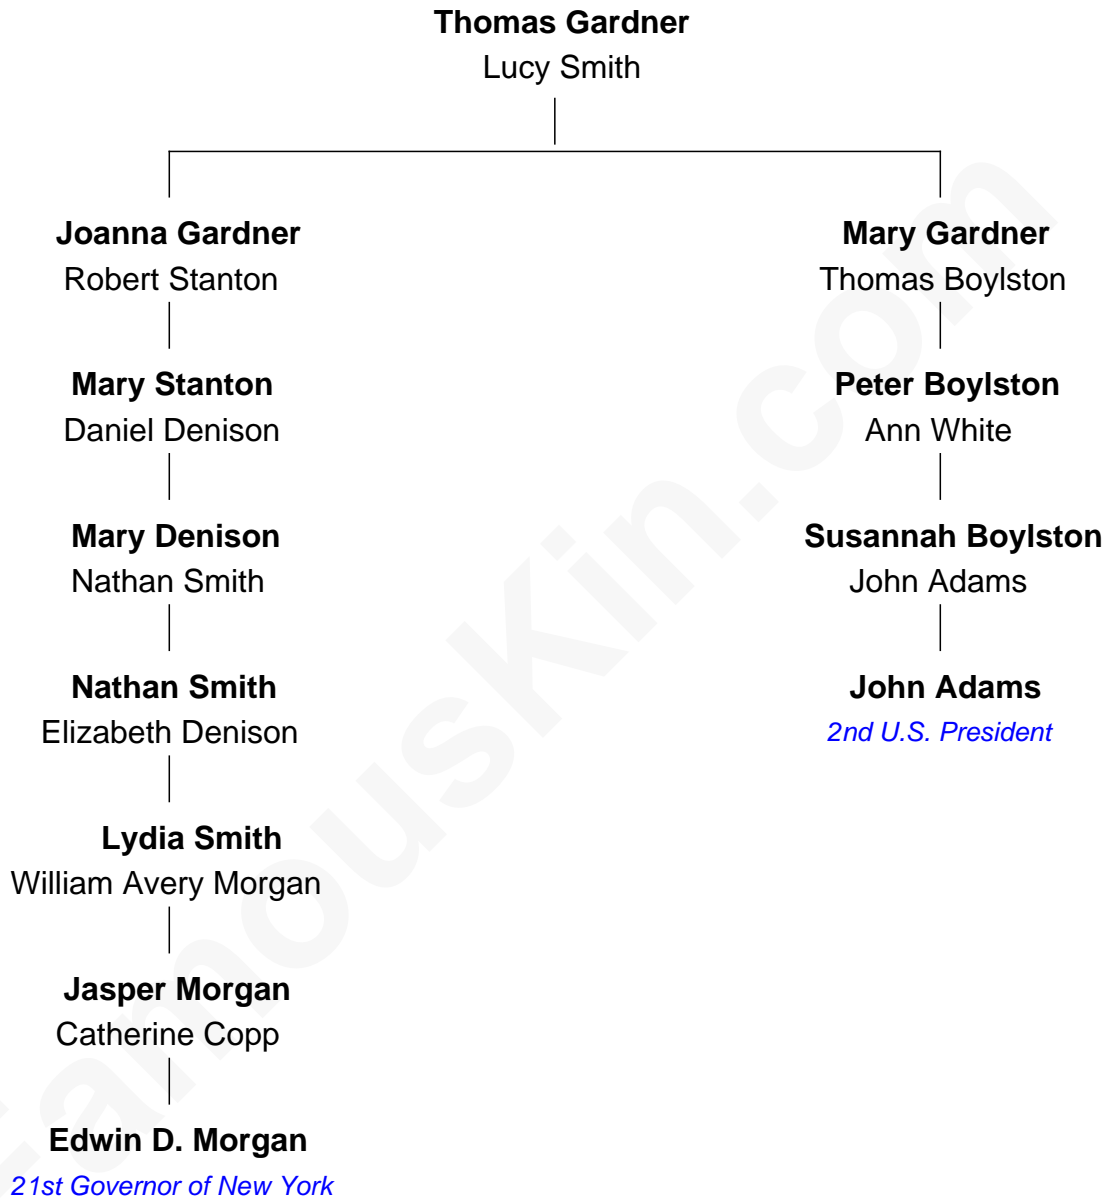 Thomas Gardner
Lucy Smith
Joanna Gardner
Robert Stanton
Mary Gardner
Thomas Boylston
Mary Stanton
Daniel Denison
Peter Boylston
Ann White
Mary Denison
Nathan Smith
Susannah Boylston
John Adams
Nathan Smith
Elizabeth Denison
John Adams
2nd U.S. President
Lydia Smith
William Avery Morgan
Jasper Morgan
Catherine Copp
Edwin D. Morgan
21st Governor of New York
FamousKin.com